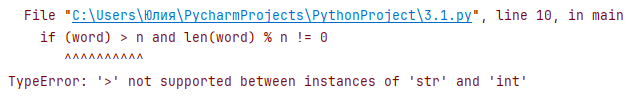 File "C:\Users\Юлия\PycharmProjects\PythonProject\3.1.py", line 10, in main
if (word) > n and len(word) % n != 0
^^^^^^^^^^
TypeError: '>' not supported between instances of 'str' and 'int'